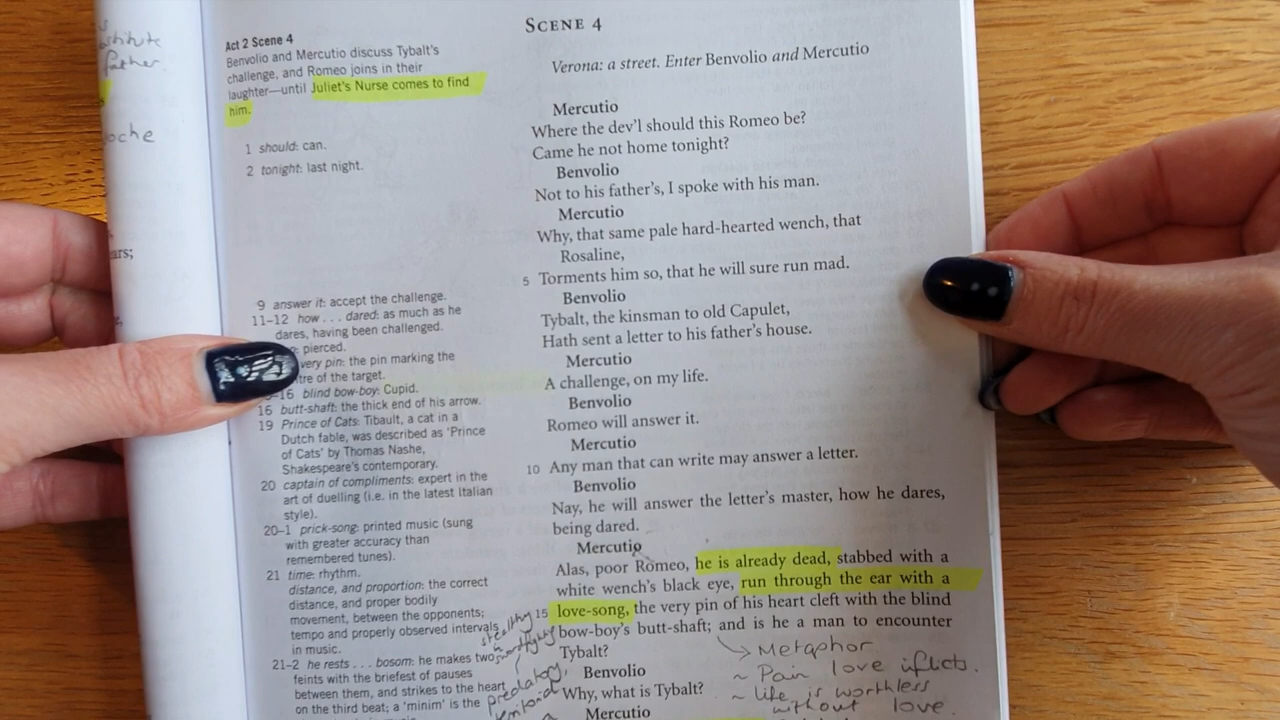 SCENE 4
Act 2 Scene 4
Benvolio and Mercutio discuss Tybalt's
challenge, and Romeo joins in their
laughter—until Juliet's Nurse comes to find
him.
1 should: can.
2 tonight: last night.
9 answer it: accept the challenge.
11–12 how . . . dared: as much as he
dares, having been challenged.
pierced.
very pin: the pin marking the
of the target.
blind bow-boy: Cupid.
16 butt-shaft: the thick end of his arrow.
19 Prince of Cats: Tibault, a cat in a
Dutch fable, was described as 'Prince
of Cats' by Thomas Nashe,
Shakespeare's contemporary.
20 captain of compliments: expert in the
art of duelling (i.e. in the latest Italian
style).
20–1 prick-song: printed music (sung
with greater accuracy than
remembered tunes).
21 time: rhythm.
distance, and proportion: the correct
distance, and proper bodily
movement, between the opponents;
tempo and properly observed intervals
in music.
21–2 he rests . . . bosom: he makes two
feints with the briefest of pauses
between them, and strikes to the heart
on the third beat; a 'minim' is the
Verona: a street. Enter Benvolio and Mercutio
Mercutio
Where the dev'l should this Romeo be?
Came he not home tonight?
Benvolio
Not to his father's, I spoke with his man.
Mercutio
Why, that same pale hard-hearted wench, that
Rosaline,
5 Torments him so, that he will sure run mad.
Benvolio
Tybalt, the kinsman to old Capulet,
Hath sent a letter to his father's house.
Mercutio
A challenge, on my life.
Benvolio
Romeo will answer it.
Mercutio
10 Any man that can write may answer a letter.
Benvolio
Nay, he will answer the letter's master, how he dares,
being dared.
Mercutio
Alas, poor Romeo, he is already dead, stabbed with a
white wench's black eye, run through the ear with a
15 love-song, the very pin of his heart cleft with the blind
bow-boy's butt-shaft; and is he a man to encounter
Tybalt?
Benvolio
Why, what is Tybalt?
Mercutio
Metaphor
~ Pain love inflicts.
~ life is worthless
without love.
stealthy
predatory,
father.